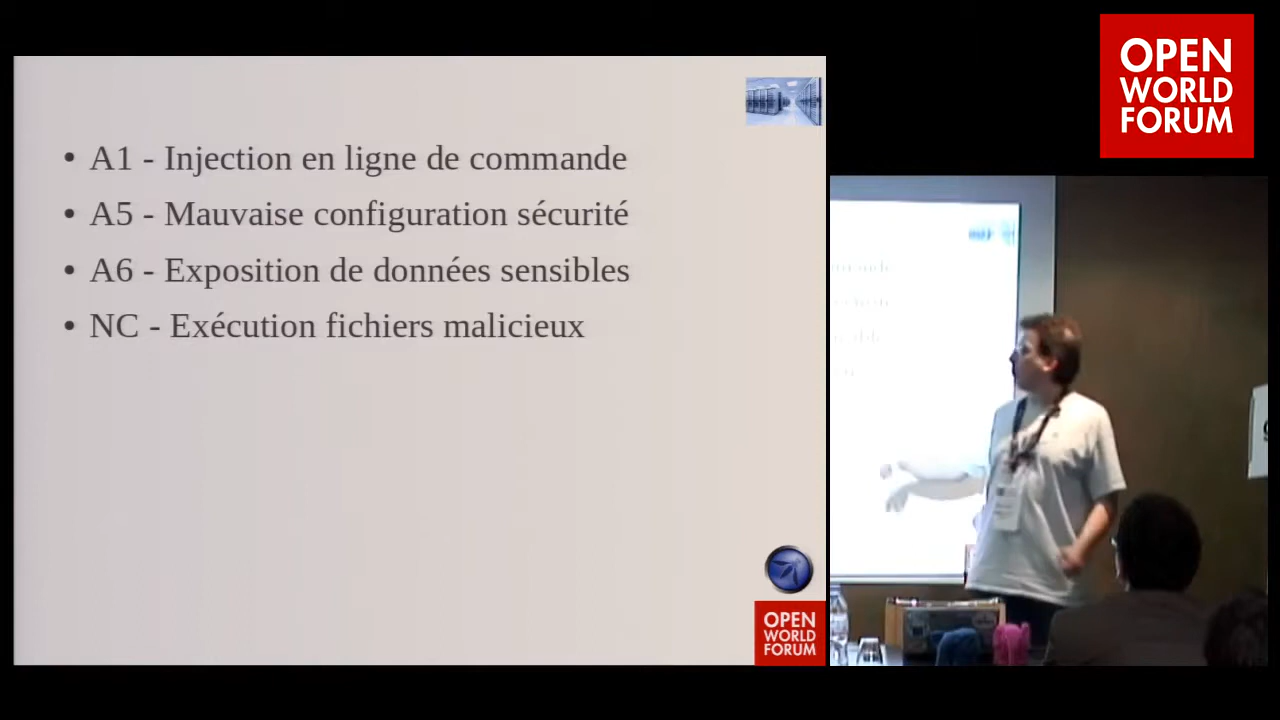 OPEN
WORLD
FORUM
• A1 - Injection en ligne de commande
• A5 - Mauvaise configuration sécurité
• A6 - Exposition de données sensibles
• NC - Exécution fichiers malicieux
OPEN
WORLD
FORUM